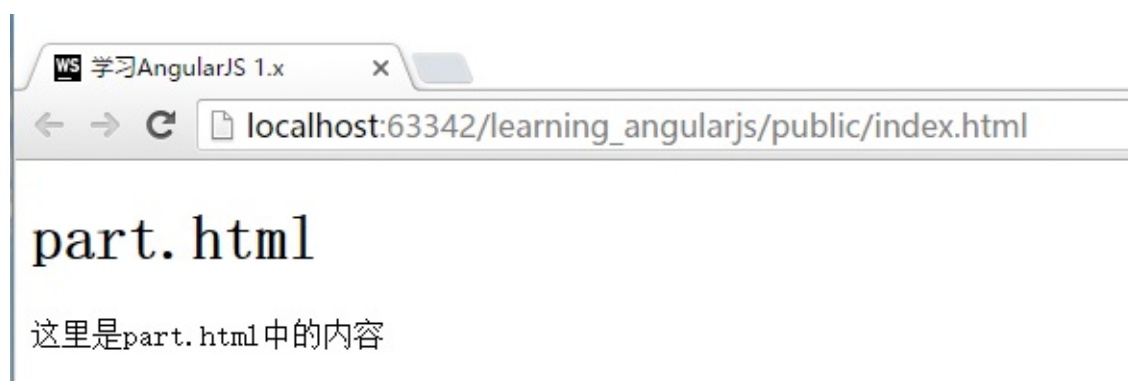 WS 学习AngularJS 1.x
localhost:63342/learning_angularjs/public/index.html
part.html
这里是part.html中的内容